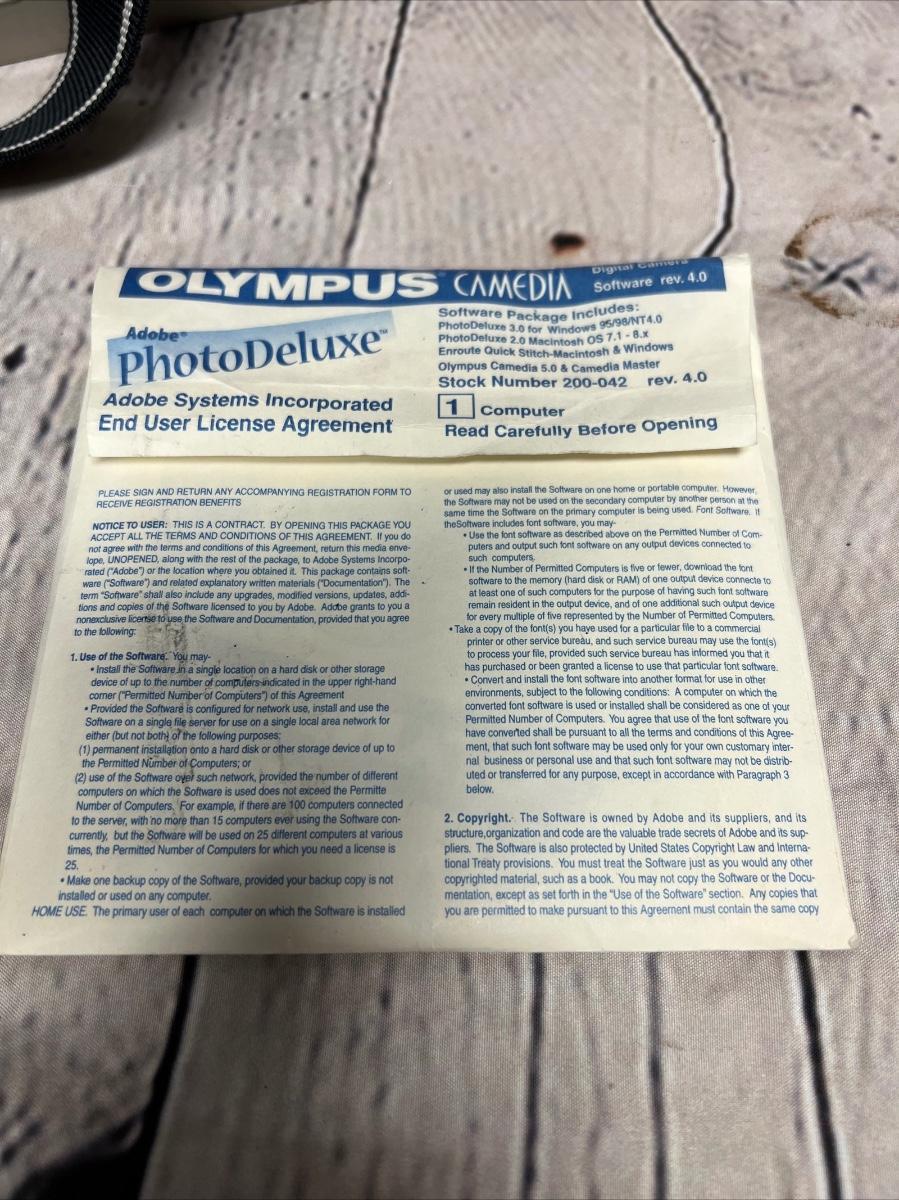 OLYMPUS CAMEDIA
Digital Camera
Software rev. 4.0
Adobe®
PhotoDeluxe™
Adobe Systems Incorporated
End User License Agreement
Software Package Includes:
PhotoDeluxe 3.0 for Windows 95/98/NT4.0
PhotoDeluxe 2.0 Macintosh OS 7.1 - 8.x
Enroute Quick Stitch-Macintosh & Windows
Olympus Camedia 5.0 & Camedia Master
Stock Number 200-042 rev. 4.0
1 Computer
Read Carefully Before Opening
PLEASE SIGN AND RETURN ANY ACCOMPANYING REGISTRATION FORM TO
RECEIVE REGISTRATION BENEFITS
NOTICE TO USER: THIS IS A CONTRACT. BY OPENING THIS PACKAGE YOU
ACCEPT ALL THE TERMS AND CONDITIONS OF THIS AGREEMENT. If you do
not agree with the terms and conditions of this Agreement, return this media enve-
lope, UNOPENED, along with the rest of the package, to Adobe Systems Incorpo-
rated ("Adobe") or the location where you obtained it. This package contains soft-
ware ("Software") and related explanatory written materials ("Documentation"). The
term "Software" shall also include any upgrades, modified versions, updates, addi-
tions and copies of the Software licensed to you by Adobe. Adobe grants to you a
nonexclusive license to use the Software and Documentation, provided that you agree
to the following:
1. Use of the Software. You may-
• Install the Software in a single location on a hard disk or other storage
device of up to the number of computers indicated in the upper right-hand
corner ("Permitted Number of Computers") of this Agreement
• Provided the Software is configured for network use, install and use the
Software on a single file server for use on a single local area network for
either (but not both) of the following purposes:
(1) permanent installation onto a hard disk or other storage device of up to
the Permitted Number of Computers; or
(2) use of the Software over such network, provided the number of different
computers on which the Software is used does not exceed the Permitte
Number of Computers. For example, if there are 100 computers connected
to the server, with no more than 15 computers ever using the Software con-
currently, but the Software will be used on 25 different computers at various
times, the Permitted Number of Computers for which you need a license is
25.
• Make one backup copy of the Software, provided your backup copy is not
installed or used on any computer.
HOME USE. The primary user of each computer on which the Software is installed
or used may also install the Software on one home or portable computer. However,
the Software may not be used on the secondary computer by another person at the
same time the Software on the primary computer is being used. Font Software. If
theSoftware includes font software, you may-
• Use the font software as described above on the Permitted Number of Com-
puters and output such font software on any output devices connected to
such computers.
• If the Number of Permitted Computers is five or fewer, download the font
software to the memory (hard disk or RAM) of one output device connecte to
at least one of such computers for the purpose of having such font software
remain resident in the output device, and of one additional such output device
for every multiple of five represented by the Number of Permitted Computers.
• Take a copy of the font(s) you have used for a particular file to a commercial
printer or other service bureau, and such service bureau may use the font(s)
to process your file, provided such service bureau has informed you that it
has purchased or been granted a license to use that particular font software.
• Convert and install the font software into another format for use in other
environments, subject to the following conditions: A computer on which the
converted font software is used or installed shall be considered as one of your
Permitted Number of Computers. You agree that use of the font software you
have converted shall be pursuant to all the terms and conditions of this Agree-
ment, that such font software may be used only for your own customary inter-
nal business or personal use and that such font software may not be distrib-
uted or transferred for any purpose, except in accordance with Paragraph 3
below.
2. Copyright. The Software is owned by Adobe and its suppliers, and its
structure,organization and code are the valuable trade secrets of Adobe and its sup-
pliers. The Software is also protected by United States Copyright Law and Interna-
tional Treaty provisions. You must treat the Software just as you would any other
copyrighted material, such as a book. You may not copy the Software or the Docu-
mentation, except as set forth in the "Use of the Software" section. Any copies that
you are permitted to make pursuant to this Agreement must contain the same copy